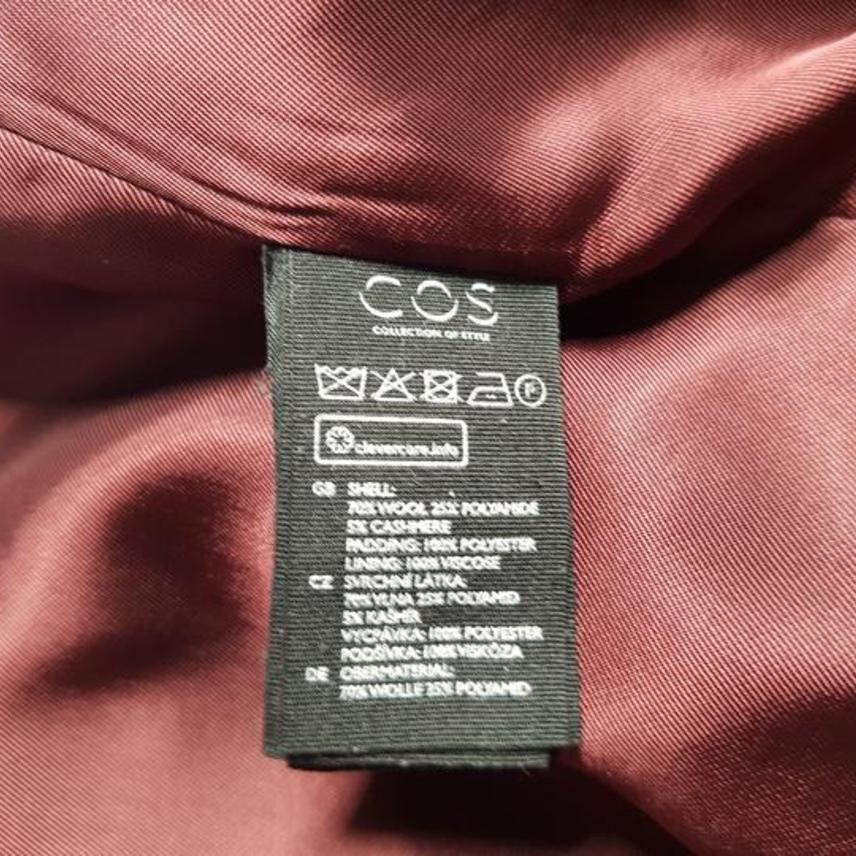 COS
COLLECTION OF STYLE
P
clevercare.info
GB SHELL:
70% WOOL 25% POLYAMIDE
5% CASHMERE
PADDING: 100% POLYESTER
LINING: 100% VISCOSE
CZ SVRCHNÍ LÁTKA:
70% VLNA 25% POLYAMID
5% KAŠMÍR
VYCPÁVKA: 100% POLYESTER
PODŠÍVKA: 100% VISKÓZA
DE OBERMATERIAL:
70% WOLLE 25% POLYAMID